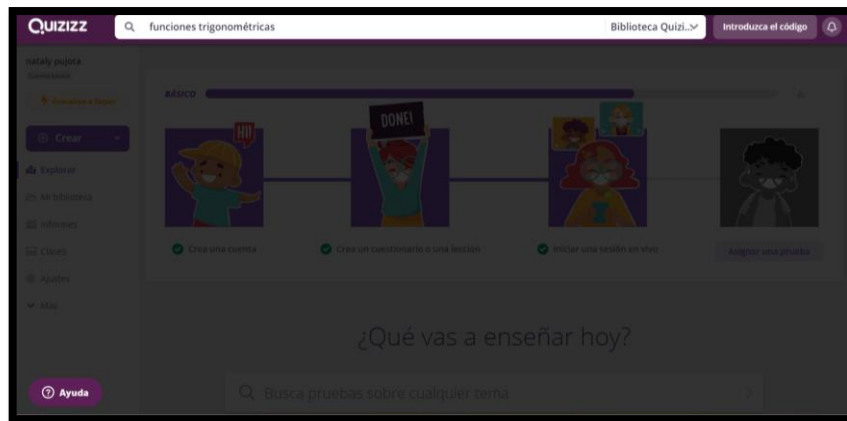 QUIZIZZ
funciones trigonométricas
Biblioteca Quizi...
Introduzca el código
nataly pujota
BÁSICO
HI!
DONE!
Crear
Explorar
Mi biblioteca
Informes
Clases
Ajustes
Más
Crea una cuenta
Crea un cuestionario o una lección
Iniciar una sesión en vivo
Asignar una prueba
¿Qué vas a enseñar hoy?
Busca pruebas sobre cualquier tema
Ayuda